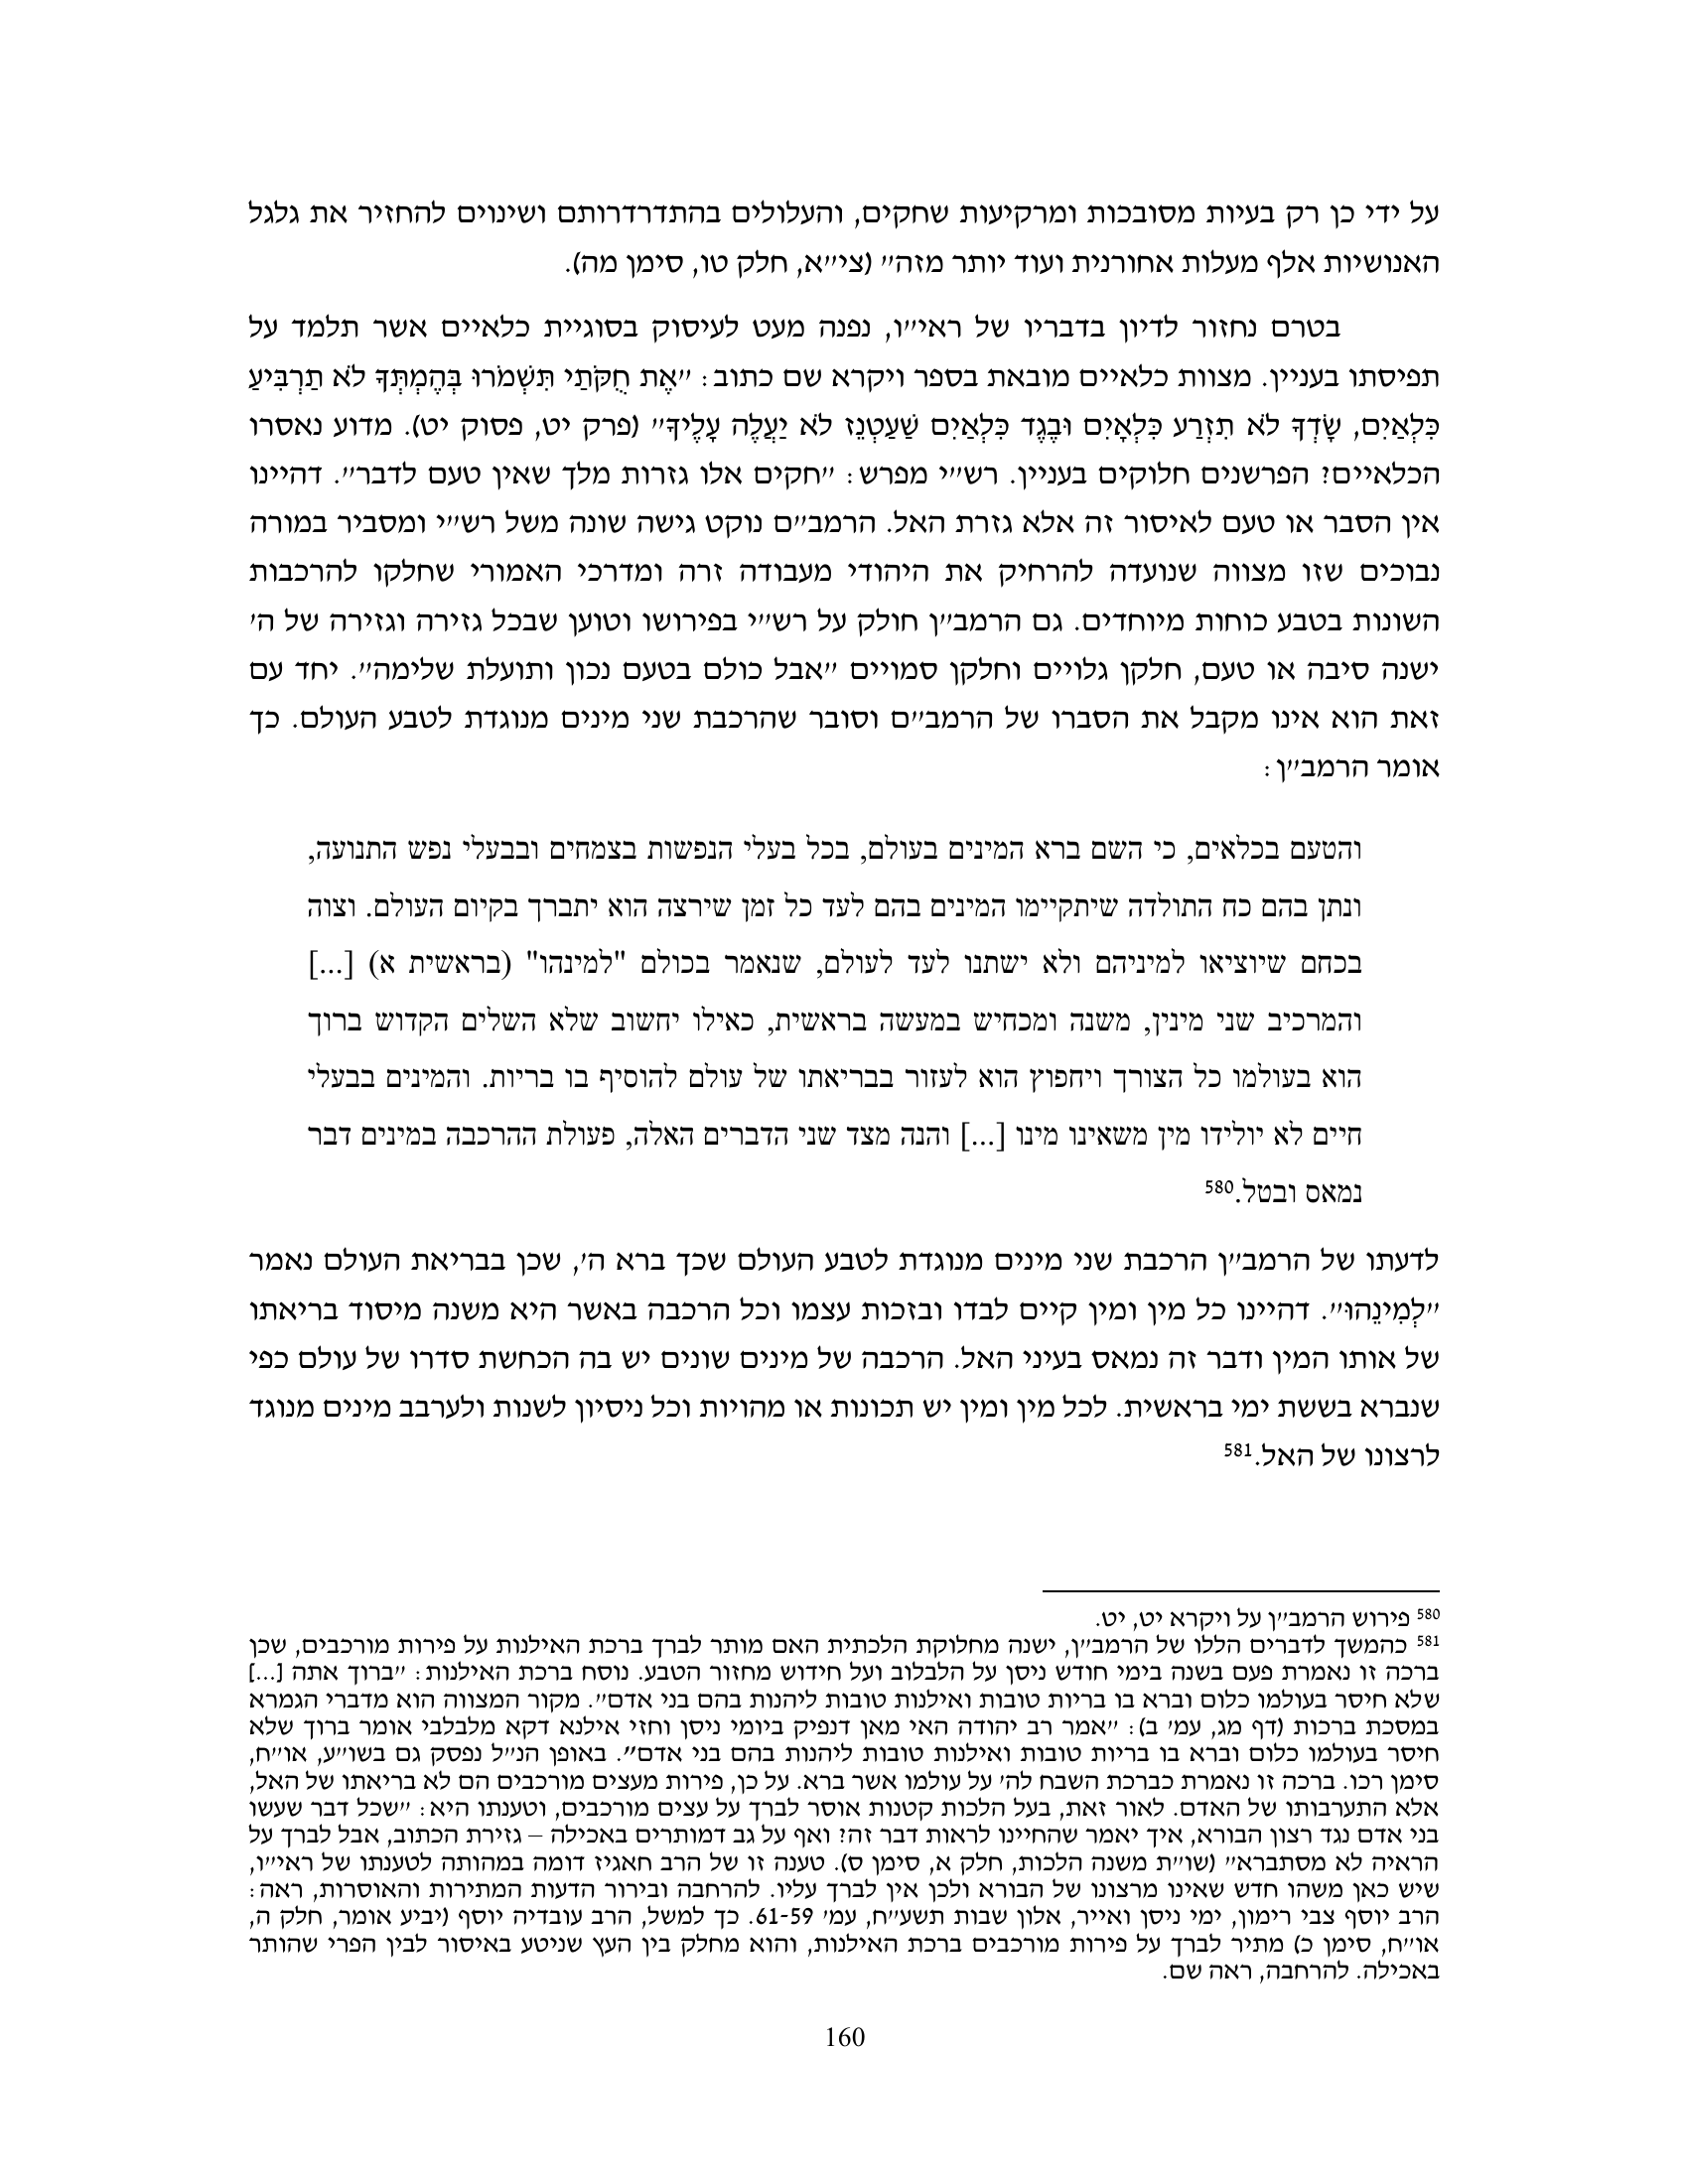 על ידי כן רק בעיות מסובכות ומרקיעות שחקים, והעלולים בהתדרדרותם ושינוים להחזיר את גלגל
האנושיות אלף מעלות אחורנית ועוד יותר מזה״ (צי״א, חלק טו, סימן מה).
בטרם נחזור לדיון בדבריו של ראי״ו, נפנה מעט לעיסוק בסוגיית כלאיים אשר תלמד על
תפיסתו בעניין. מצוות כלאיים מובאת בספר ויקרא שם כתוב: ״אֶת חֻקֹּתַי תִּשְׁמֹרוּ בְּהֶמְתְּךָ לֹא תַרְבִּיעַ
כִּלְאַיִם, שָׂדְךָ לֹא תִזְרַע כִּלְאָיִם וּבֶגֶד כִּלְאַיִם שַׁעַטְנֵז לֹא יַעֲלֶה עָלֶיךָ״ (פרק יט, פסוק יט). מדוע נאסרו
הכלאיים? הפרשנים חלוקים בעניין. רש״י מפרש: ״חקים אלו גזרות מלך שאין טעם לדבר״. דהיינו
אין הסבר או טעם לאיסור זה אלא גזרת האל. הרמב״ם נוקט גישה שונה משל רש״י ומסביר במורה
נבוכים שזו מצווה שנועדה להרחיק את היהודי מעבודה זרה ומדרכי האמורי שחלקו להרכבות
השונות בטבע כוחות מיוחדים. גם הרמב״ן חולק על רש״י בפירושו וטוען שבכל גזירה וגזירה של ה׳
ישנה סיבה או טעם, חלקן גלויים וחלקן סמויים ״אבל כולם בטעם נכון ותועלת שלימה״. יחד עם
זאת הוא אינו מקבל את הסברו של הרמב״ם וסובר שהרכבת שני מינים מנוגדת לטבע העולם. כך
אומר הרמב״ן:
והטעם בכלאים, כי השם ברא המינים בעולם, בכל בעלי הנפשות בצמחים ובבעלי נפש התנועה,
ונתן בהם כח התולדה שיתקיימו המינים בהם לעד כל זמן שירצה הוא יתברך בקיום העולם. וצוה
בכחם שיוציאו למיניהם ולא ישתנו לעד לעולם, שנאמר בכולם "למינהו" (בראשית א) [...]
והמרכיב שני מינין, משנה ומכחיש במעשה בראשית, כאילו יחשוב שלא השלים הקדוש ברוך
הוא בעולמו כל הצורך ויחפוץ הוא לעזור בבריאתו של עולם להוסיף בו בריות. והמינים בבעלי
חיים לא יולידו מין משאינו מינו [...] והנה מצד שני הדברים האלה, פעולת ההרכבה במינים דבר
נמאס ובטל.580
לדעתו של הרמב״ן הרכבת שני מינים מנוגדת לטבע העולם שכך ברא ה׳, שכן בבריאת העולם נאמר
״לְמִינֵהוּ״. דהיינו כל מין ומין קיים לבדו ובזכות עצמו וכל הרכבה באשר היא משנה מיסוד בריאתו
של אותו המין ודבר זה נמאס בעיני האל. הרכבה של מינים שונים יש בה הכחשת סדרו של עולם כפי
שנברא בששת ימי בראשית. לכל מין ומין יש תכונות או מהויות וכל ניסיון לשנות ולערבב מינים מנוגד
לרצונו של האל.581
580 פירוש הרמב״ן על ויקרא יט, יט.
581 כהמשך לדברים הללו של הרמב״ן, ישנה מחלוקת הלכתית האם מותר לברך ברכת האילנות על פירות מורכבים, שכן
ברכה זו נאמרת פעם בשנה בימי חודש ניסן על הלבלוב ועל חידוש מחזור הטבע. נוסח ברכת האילנות: ״ברוך אתה [...]
שלא חיסר בעולמו כלום וברא בו בריות טובות ואילנות טובות ליהנות בהם בני אדם״. מקור המצווה הוא מדברי הגמרא
במסכת ברכות (דף מג, עמ׳ ב): ״אמר רב יהודה האי מאן דנפיק ביומי ניסן וחזי אילנא דקא מלבלבי אומר ברוך שלא
חיסר בעולמו כלום וברא בו בריות טובות ואילנות טובות ליהנות בהם בני אדם״. באופן הנ״ל נפסק גם בשו״ע, או״ח,
סימן רכו. ברכה זו נאמרת כברכת השבח לה׳ על עולמו אשר ברא. על כן, פירות מעצים מורכבים הם לא בריאתו של האל,
אלא התערבותו של האדם. לאור זאת, בעל הלכות קטנות אוסר לברך על עצים מורכבים, וטענתו היא: ״שכל דבר שעשו
בני אדם נגד רצון הבורא, איך יאמר שהחיינו לראות דבר זה? ואף על גב דמותרים באכילה – גזירת הכתוב, אבל לברך על
הראיה לא מסתברא״ (שו״ת משנה הלכות, חלק א, סימן ס). טענה זו של הרב חאגיז דומה במהותה לטענתו של ראי״ו,
שיש כאן משהו חדש שאינו מרצונו של הבורא ולכן אין לברך עליו. להרחבה ובירור הדעות המתירות והאוסרות, ראה:
הרב יוסף צבי רימון, ימי ניסן ואייר, אלון שבות תשע״ח, עמ׳ 61-59. כך למשל, הרב עובדיה יוסף (יביע אומר, חלק ה,
או״ח, סימן כ) מתיר לברך על פירות מורכבים ברכת האילנות, והוא מחלק בין העץ שניטע באיסור לבין הפרי שהותר
באכילה. להרחבה, ראה שם.
160